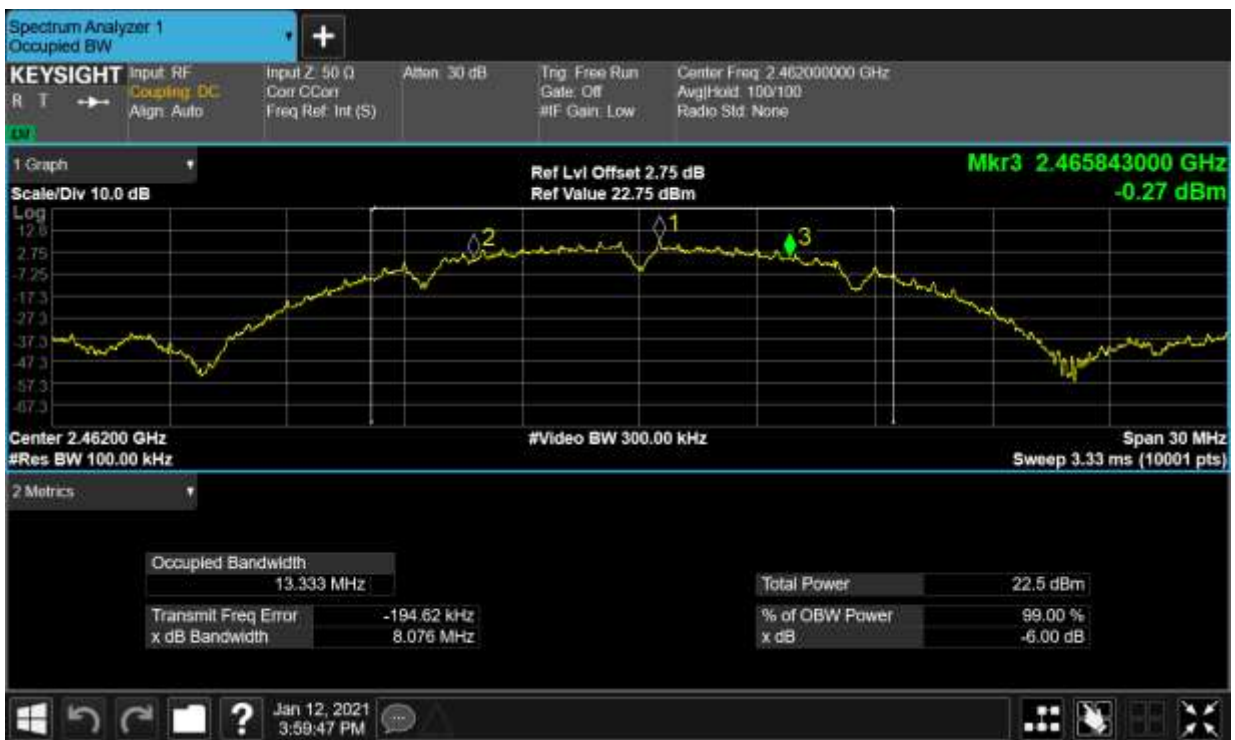 Spectrum Analyzer 1
Occupied BW
+
KEYSIGHT Input: RF Input Z: 50 Ω Atten: 30 dB Trig: Free Run Center Freq: 2.462000000 GHz
R T Coupling: DC Corr CCorr Gate: Off Avg|Hold: 100/100
Align: Auto Freq Ref: Int (S) #IF Gain: Low Radio Std: None
1 Graph Ref Lvl Offset 2.75 dB Mkr3 2.465843000 GHz
Scale/Div 10.0 dB Ref Value 22.75 dBm -0.27 dBm
Log
12.8
2.75
-7.25
-17.3
-27.3
-37.3
-47.3
-57.3
-67.3
2 1 3
Center 2.46200 GHz #Video BW 300.00 kHz Span 30 MHz
#Res BW 100.00 kHz Sweep 3.33 ms (10001 pts)
2 Metrics
Occupied Bandwidth
13.333 MHz Total Power 22.5 dBm
Transmit Freq Error -194.62 kHz % of OBW Power 99.00 %
x dB Bandwidth 8.076 MHz x dB -6.00 dB
? Jan 12, 2021
3:59:47 PM